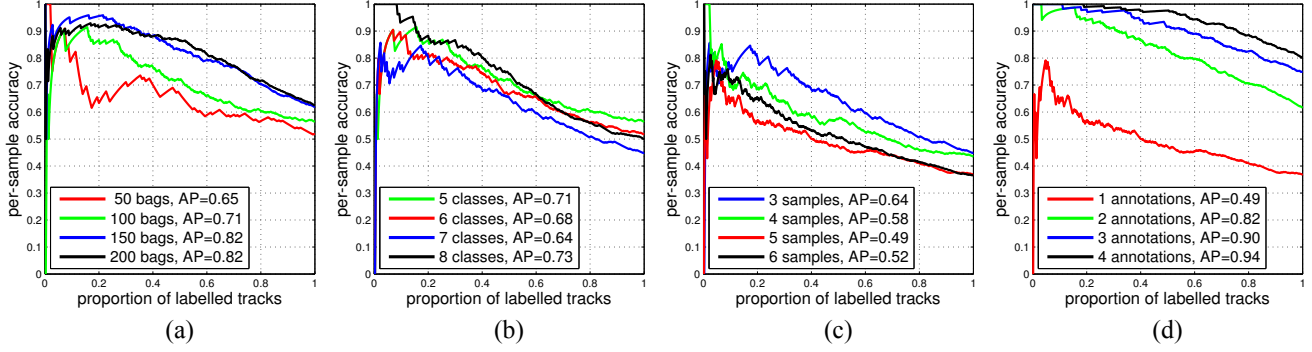 per-sample accuracy
1
0.9
0.8
0.7
0.6
0.5
0.4
0.3
0.2
0.1
0
50 bags, AP=0.65
100 bags, AP=0.71
150 bags, AP=0.82
200 bags, AP=0.82
0 0.2 0.4 0.6 0.8 1
proportion of labelled tracks
(a)
per-sample accuracy
1
0.9
0.8
0.7
0.6
0.5
0.4
0.3
0.2
0.1
0
5 classes, AP=0.71
6 classes, AP=0.68
7 classes, AP=0.64
8 classes, AP=0.73
0 0.2 0.4 0.6 0.8 1
proportion of labelled tracks
(b)
per-sample accuracy
1
0.9
0.8
0.7
0.6
0.5
0.4
0.3
0.2
0.1
0
3 samples, AP=0.64
4 samples, AP=0.58
5 samples, AP=0.49
6 samples, AP=0.52
0 0.2 0.4 0.6 0.8 1
proportion of labelled tracks
(c)
per-sample accuracy
1
0.9
0.8
0.7
0.6
0.5
0.4
0.3
0.2
0.1
0
1 annotations, AP=0.49
2 annotations, AP=0.82
3 annotations, AP=0.90
4 annotations, AP=0.94
0 0.2 0.4 0.6 0.8 1
proportion of labelled tracks
(d)